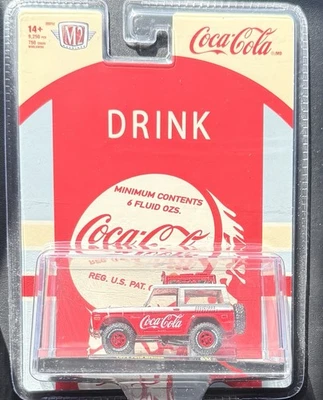 14+
M2
Coca-Cola
DRINK
MINIMUM CONTENTS
6 FLUID OZS.
Coca-Cola
REG. U.S. PAT.
Coca-Cola